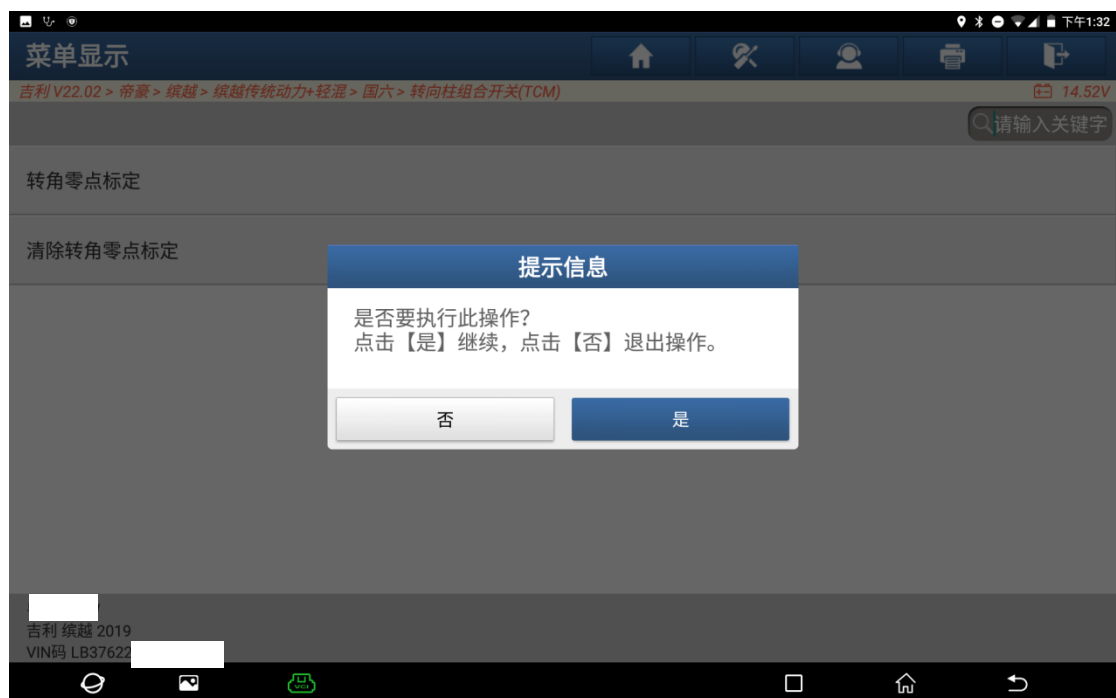 下午1:32
菜单显示
吉利 V22.02 > 帝豪 > 缤越 > 缤越传统动力+轻混 > 国六 > 转向柱组合开关(TCM)
14.52V
请输入关键字
转角零点标定
清除转角零点标定
提示信息
是否要执行此操作?
点击【是】继续，点击【否】退出操作。
否
是
吉利 缤越 2019
VIN码 LB37622
VCI